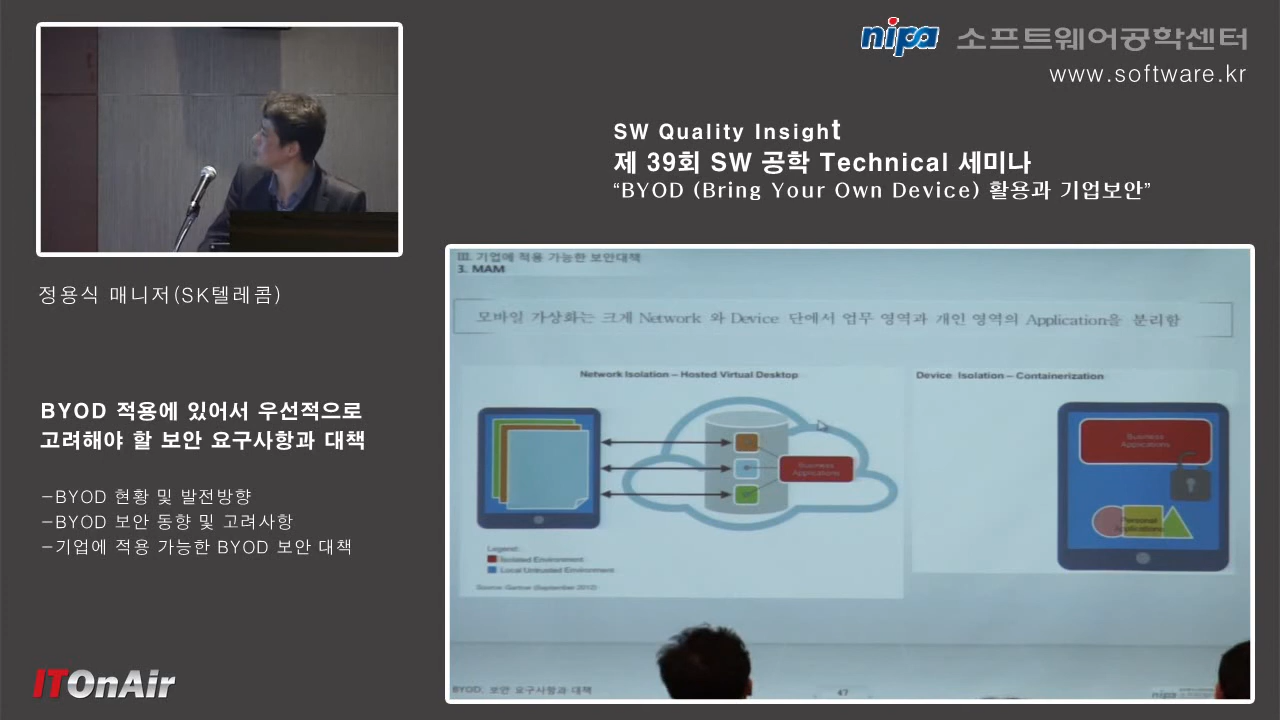 nipa 소프트웨어공학센터
www.software.kr
SW Quality Insight
제 39회 SW 공학 Technical 세미나
“BYOD (Bring Your Own Device) 활용과 기업보안”
정용식 매니저(SK텔레콤)
BYOD 적용에 있어서 우선적으로
고려해야 할 보안 요구사항과 대책
-BYOD 현황 및 발전방향
-BYOD 보안 동향 및 고려사항
-기업에 적용 가능한 BYOD 보안 대책
ITOnAir
III. 기업에 적용 가능한 보안대책
3. MAM
모바일 가상화는 크게 Network 와 Device 단에서 업무 영역과 개인 영역의 Application을 분리함
Network Isolation – Hosted Virtual Desktop
Business
Applications
Legend:
Isolated Environment
Local Untrusted Environment
Source: Gartner (September 2012)
Device Isolation – Containerization
Business
Applications
Personal
Applications
BYOD, 보안 요구사항과 대책
47
nipa